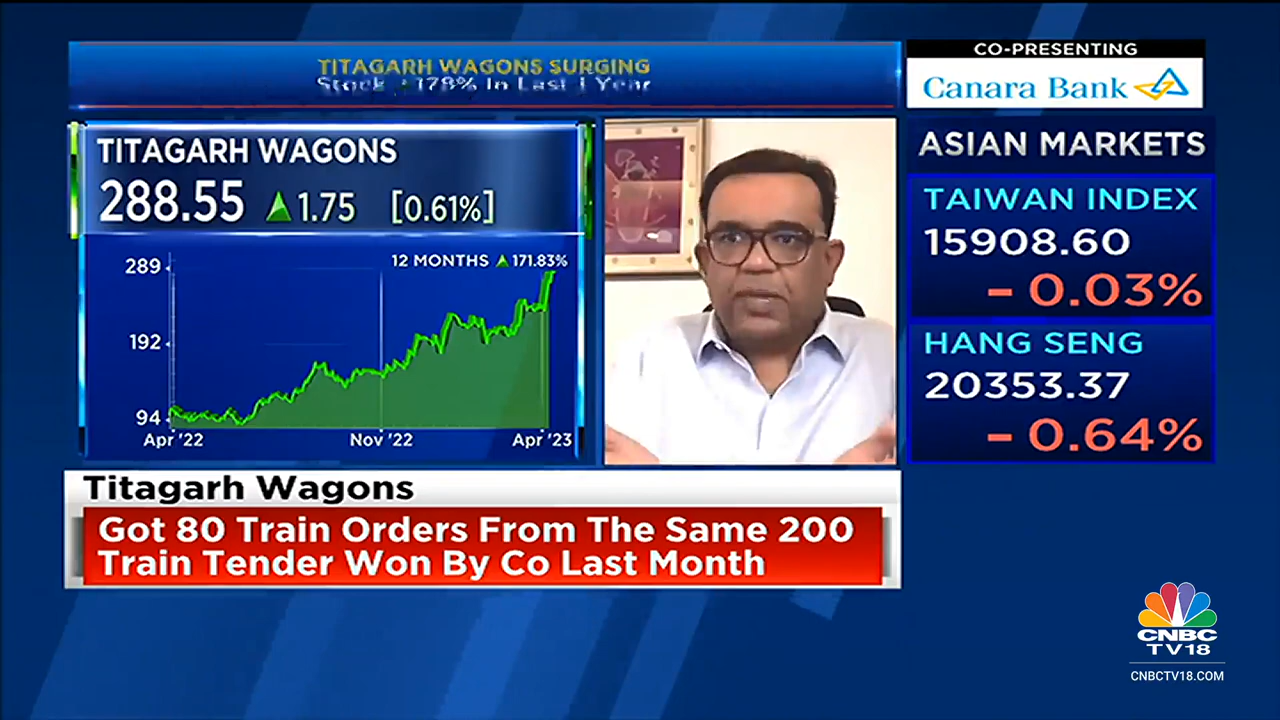 TITAGARH WAGONS SURGING
Stock 178% In Last 1 Year
CO-PRESENTING
Canara Bank
TITAGARH WAGONS
288.55 ▲ 1.75 [0.61%]
12 MONTHS ▲ 171.83%
289
192
94
Apr '22 Nov '22 Apr '23
ASIAN MARKETS
TAIWAN INDEX
15908.60
- 0.03%
HANG SENG
20353.37
- 0.64%
Titagarh Wagons
Got 80 Train Orders From The Same 200
Train Tender Won By Co Last Month
CNBC
TV18
CNBCTV18.COM